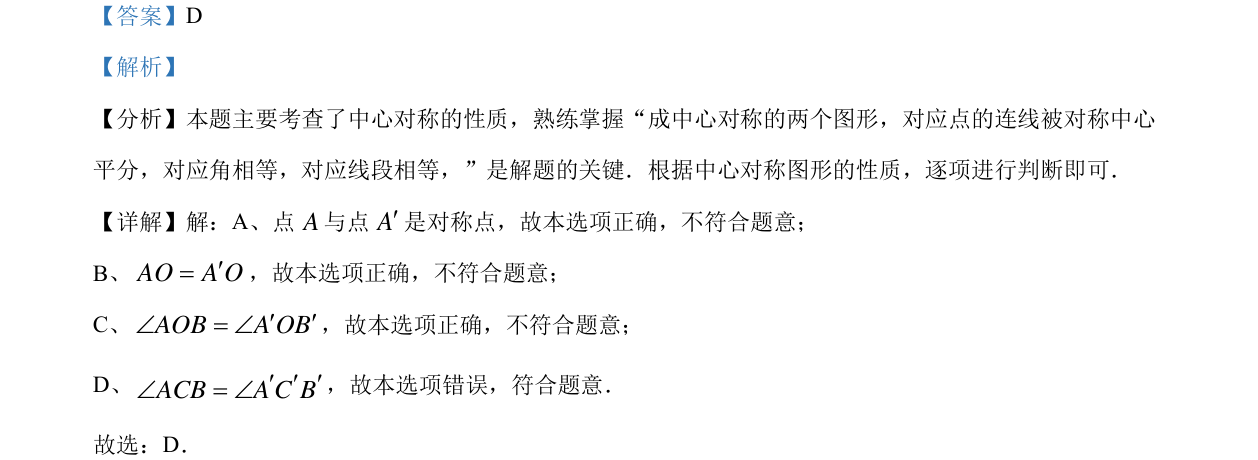 【答案】D
【解析】
【分析】本题主要考查了中心对称的性质，熟练掌握“成中心对称的两个图形，对应点的连线被对称中心
平分，对应角相等，对应线段相等，”是解题的关键．根据中心对称图形的性质，逐项进行判断即可．
【详解】解：A、点 A 与点 A′ 是对称点，故本选项正确，不符合题意；
B、 AO = A′O ，故本选项正确，不符合题意；
C、 ∠AOB = ∠A′OB′ ，故本选项正确，不符合题意；
D、 ∠ACB = ∠A′C′B′ ，故本选项错误，符合题意．
故选：D．